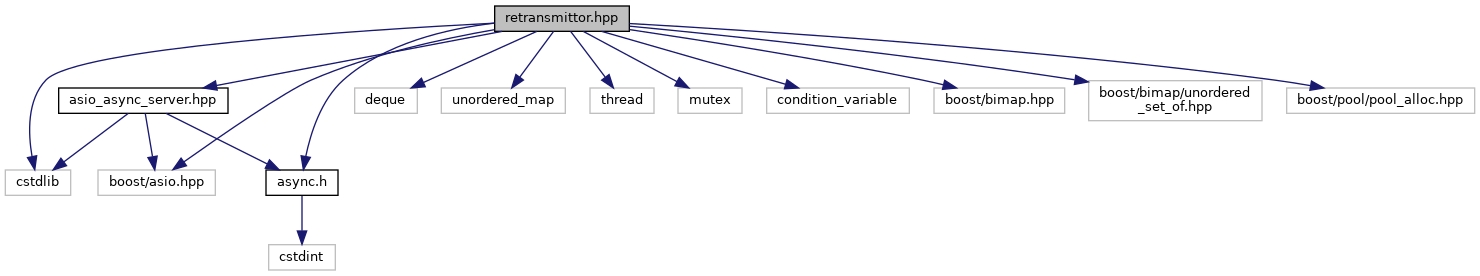 retransmittor.hpp
asio_async_server.hpp
deque
unordered_map
thread
mutex
condition_variable
boost/bimap.hpp
boost/bimap/unordered
_set_of.hpp
boost/pool/pool_alloc.hpp
cstdlib
boost/asio.hpp
async.h
cstdint